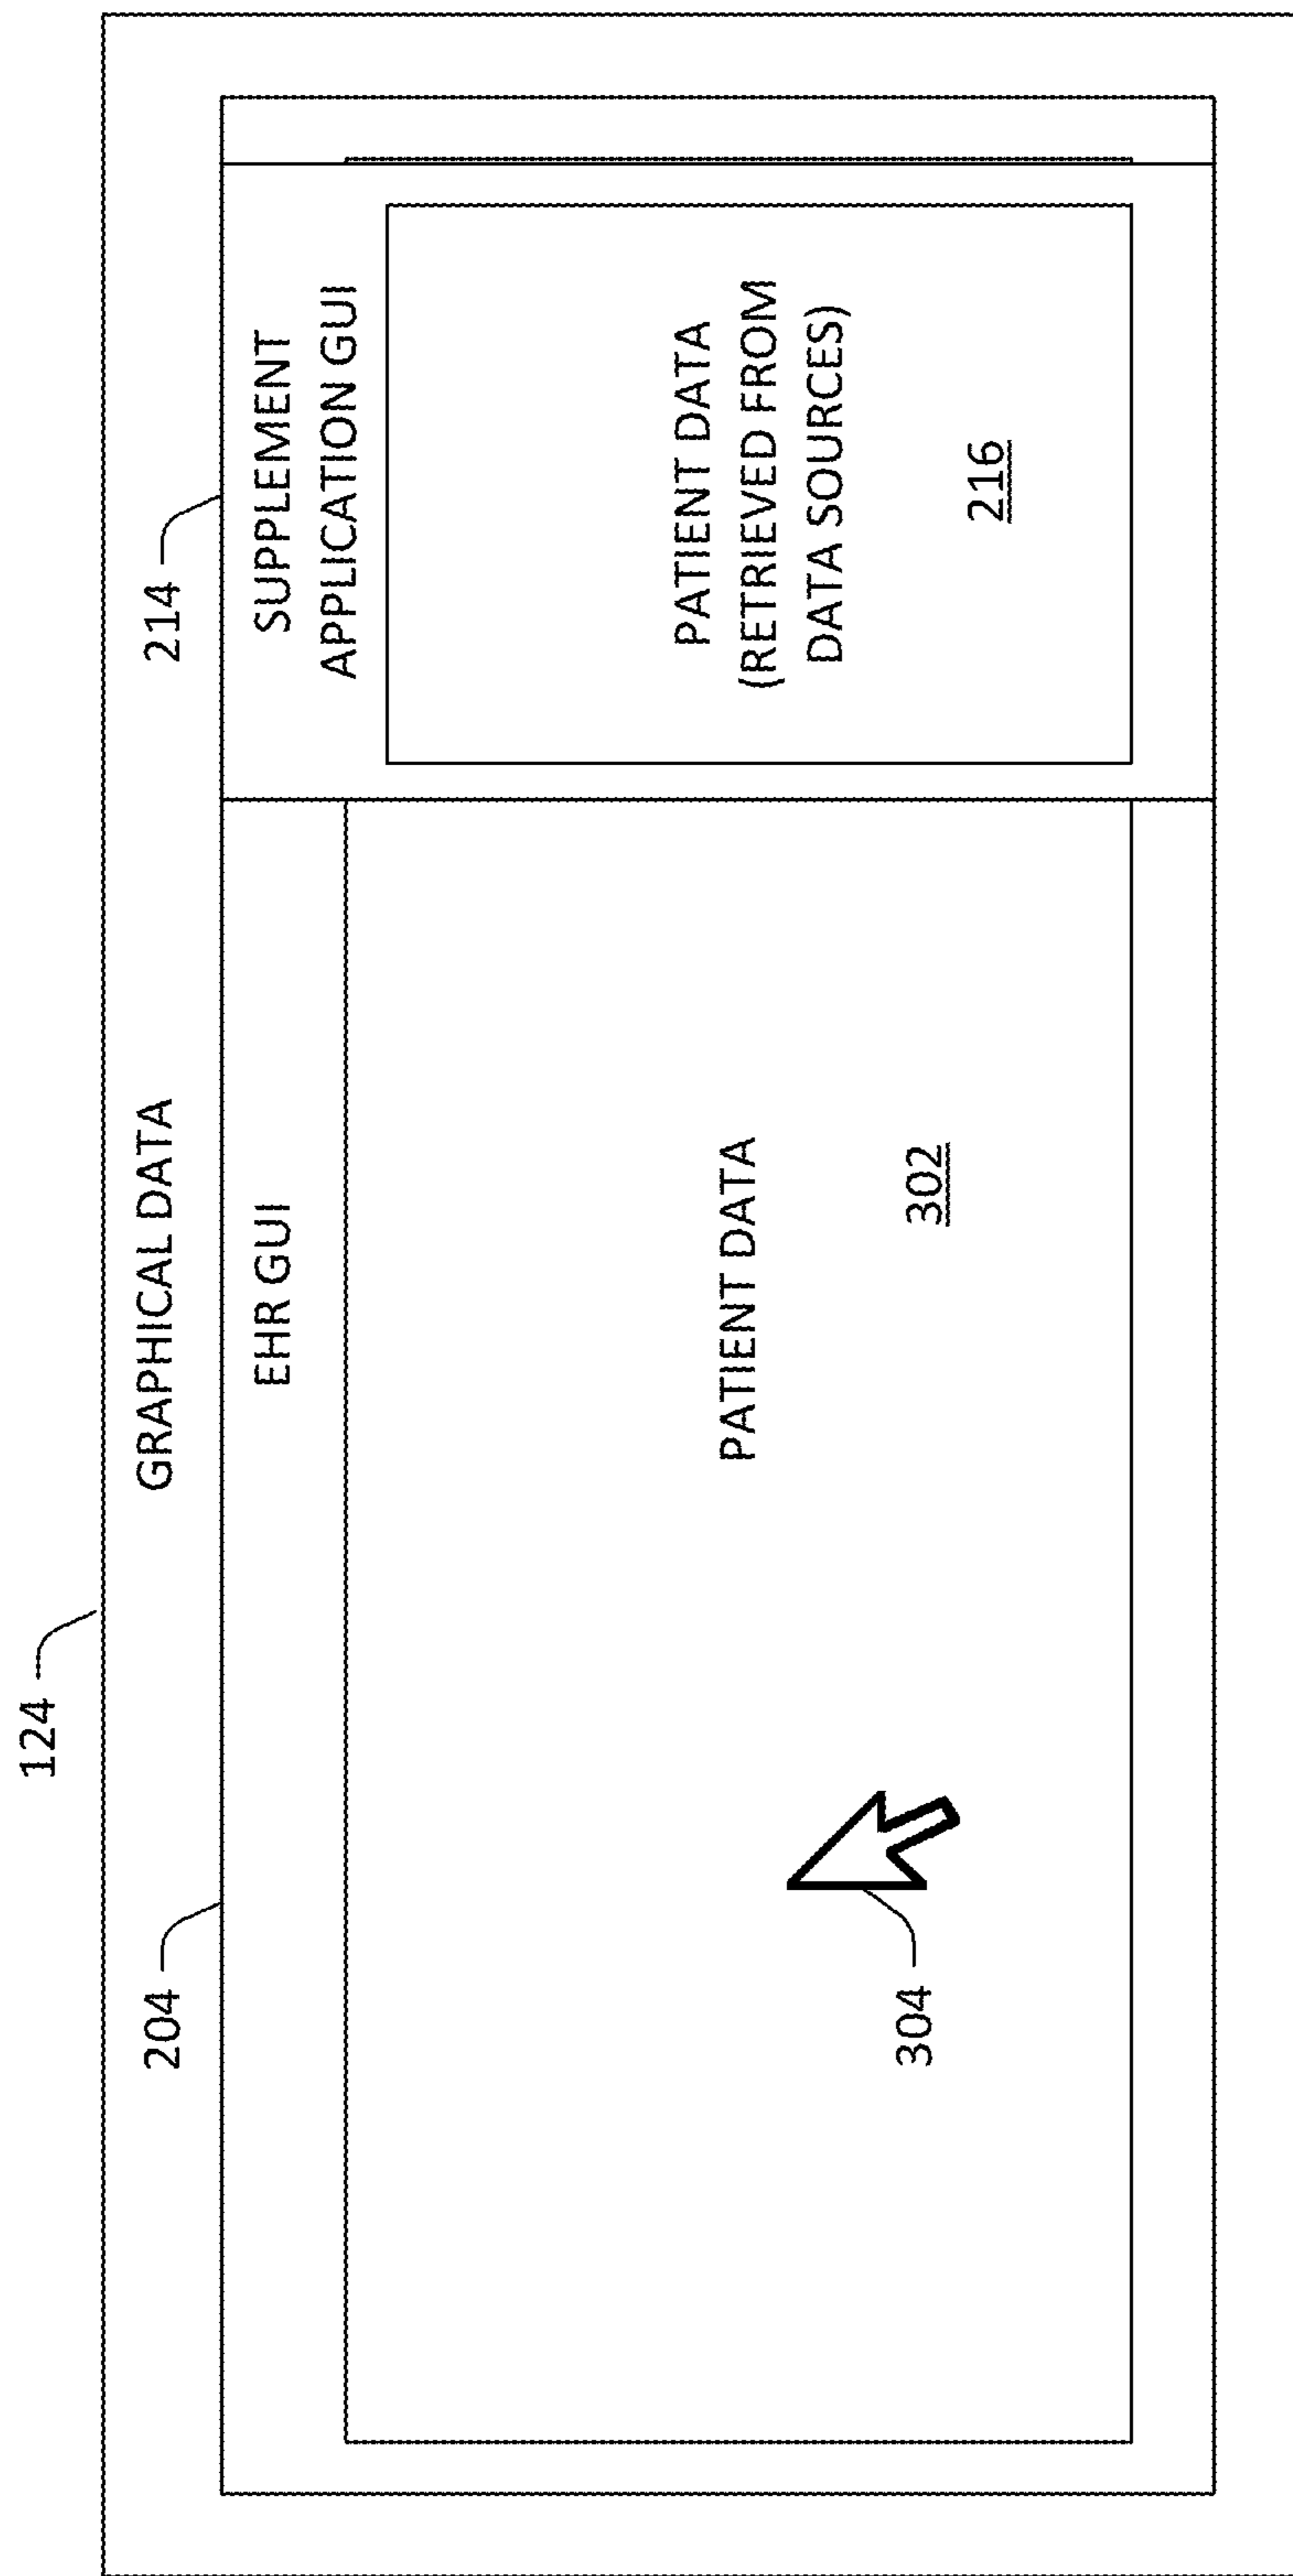 124
GRAPHICAL DATA
204
214
EHR GUI
SUPPLEMENT
APPLICATION GUI
PATIENT DATA
302
304
PATIENT DATA
(RETRIEVED FROM
DATA SOURCES)
216